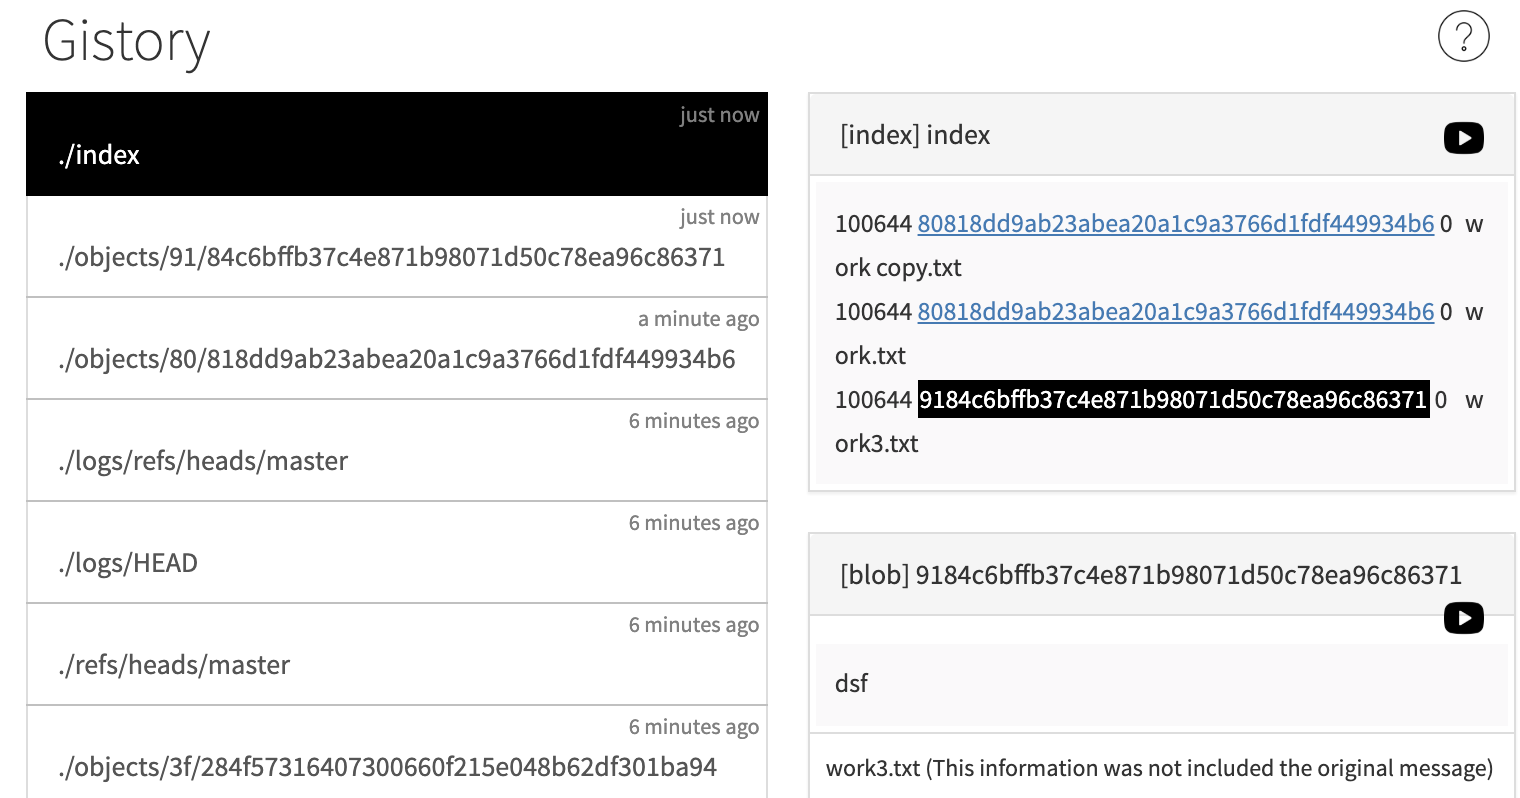 Gistory
?
just now
./index
just now
./objects/91/84c6bffb37c4e871b98071d50c78ea96c86371
a minute ago
./objects/80/818dd9ab23abea20a1c9a3766d1fdf449934b6
6 minutes ago
./logs/refs/heads/master
6 minutes ago
./logs/HEAD
6 minutes ago
./refs/heads/master
6 minutes ago
./objects/3f/284f57316407300660f215e048b62df301ba94
[index] index
100644 80818dd9ab23abea20a1c9a3766d1fdf449934b6 0 w
ork copy.txt
100644 80818dd9ab23abea20a1c9a3766d1fdf449934b6 0 w
ork.txt
100644 9184c6bffb37c4e871b98071d50c78ea96c86371 0 w
ork3.txt
[blob] 9184c6bffb37c4e871b98071d50c78ea96c86371
dsf
work3.txt (This information was not included the original message)